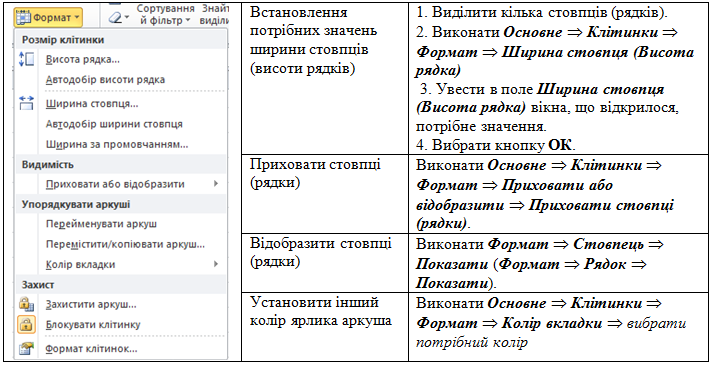 Формат
Сортування
й фільтр
Знайт
виділи
Розмір клітинки
Висота рядка...
Автодобір висоти рядка
Ширина стовпця...
Автодобір ширини стовпця
Ширина за промовчанням...
Видимість
Приховати або відобразити
Упорядкувати аркуші
Перейменувати аркуш
Перемістити/копіювати аркуш...
Колір вкладки
Захист
Захистити аркуш...
Блокувати клітинку
Формат клітинок...
Встановлення
потрібних значень
ширини стовпців
(висоти рядків)
1. Виділити кілька стовпців (рядків).
2. Виконати Основне ⇒ Клітинки ⇒
Формат ⇒ Ширина стовпця (Висота
рядка)
3. Увести в поле Ширина стовпця
(Висота рядка) вікна, що відкрилося,
потрібне значення.
4. Вибрати кнопку ОК.
Приховати стовпці
(рядки)
Виконати Основне ⇒ Клітинки ⇒
Формат ⇒ Приховати або
відобразити ⇒ Приховати стовпці
(рядки).
Відобразити стовпці
(рядки)
Виконати Формат ⇒ Стовпець ⇒
Показати (Формат ⇒ Рядок ⇒
Показати).
Установити інший
колір ярлика аркуша
Виконати Основне ⇒ Клітинки ⇒
Формат ⇒ Колір вкладки ⇒ вибрати
потрібний колір